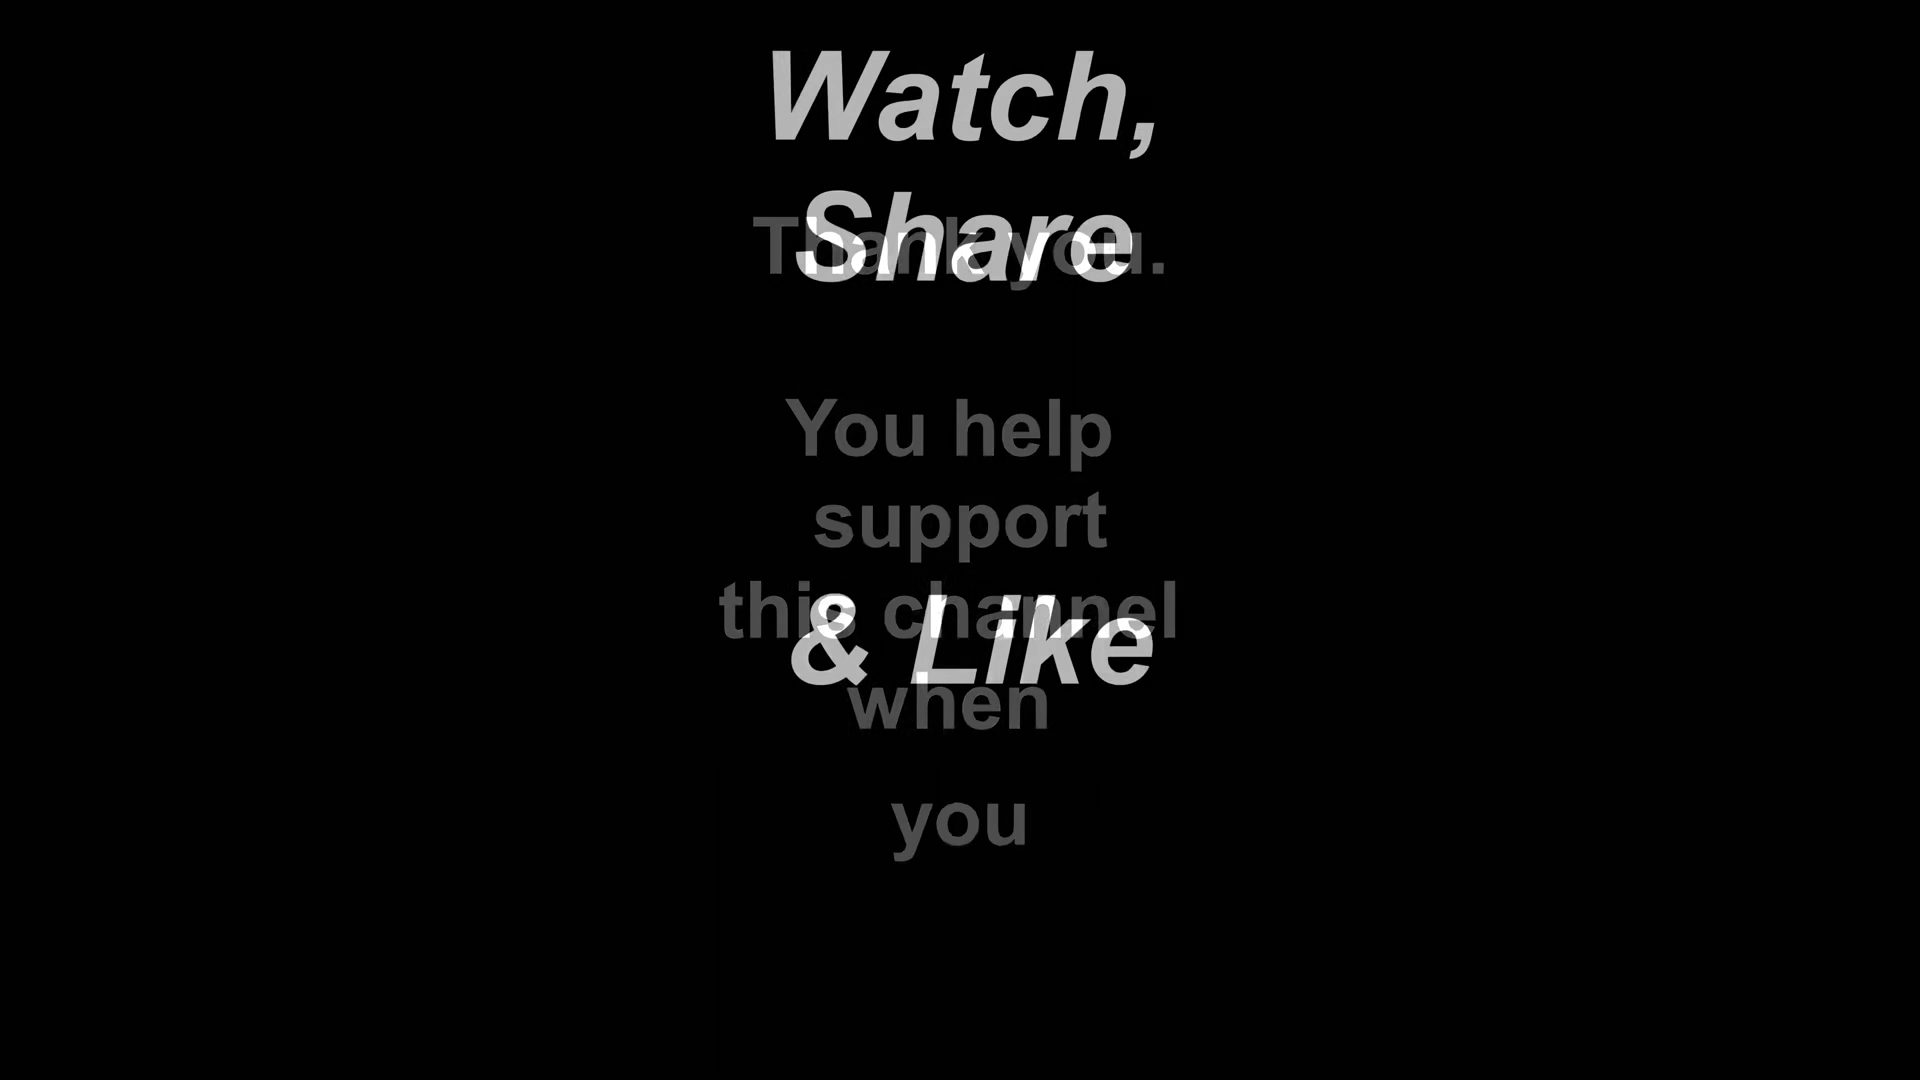 Watch,
Share
Thank you.
You help
support
this channel
& Like
when
you